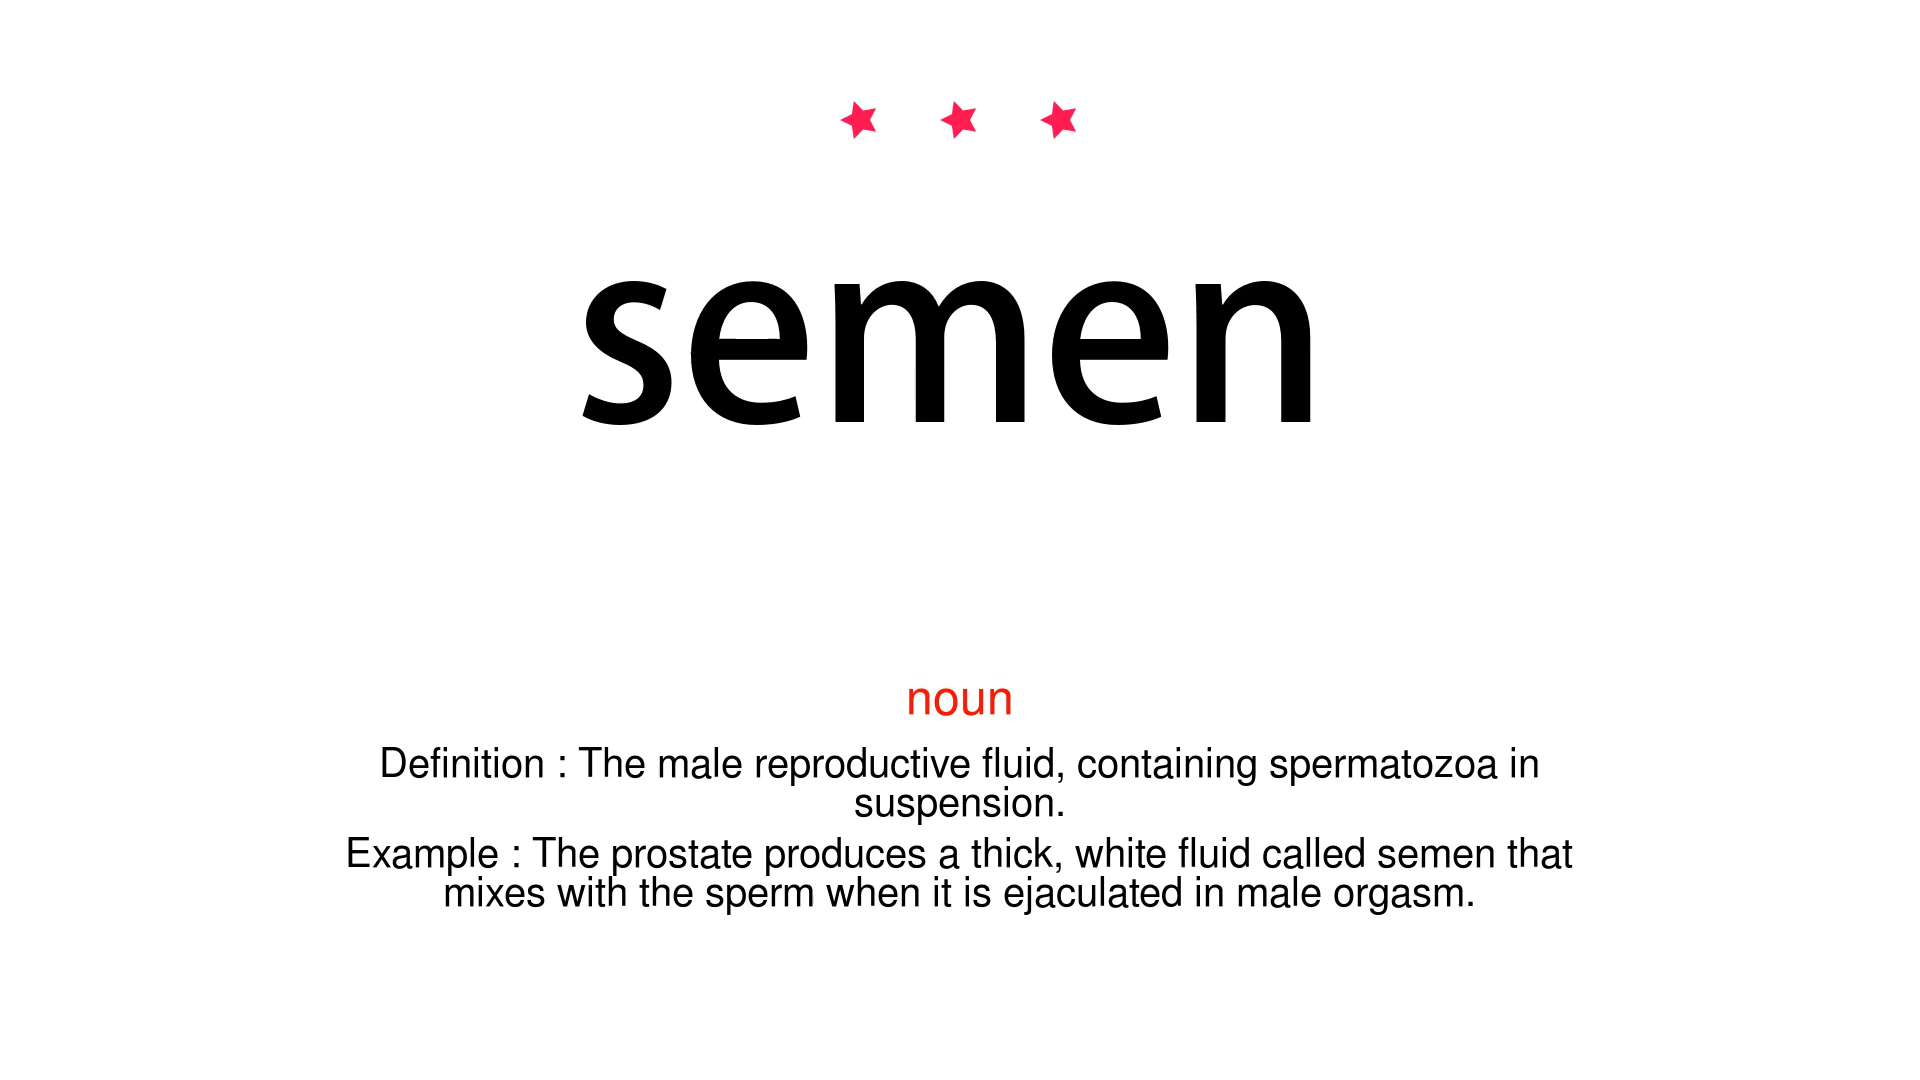 semen
noun
Definition : The male reproductive fluid, containing spermatozoa in
suspension.
Example : The prostate produces a thick, white fluid called semen that
mixes with the sperm when it is ejaculated in male orgasm.